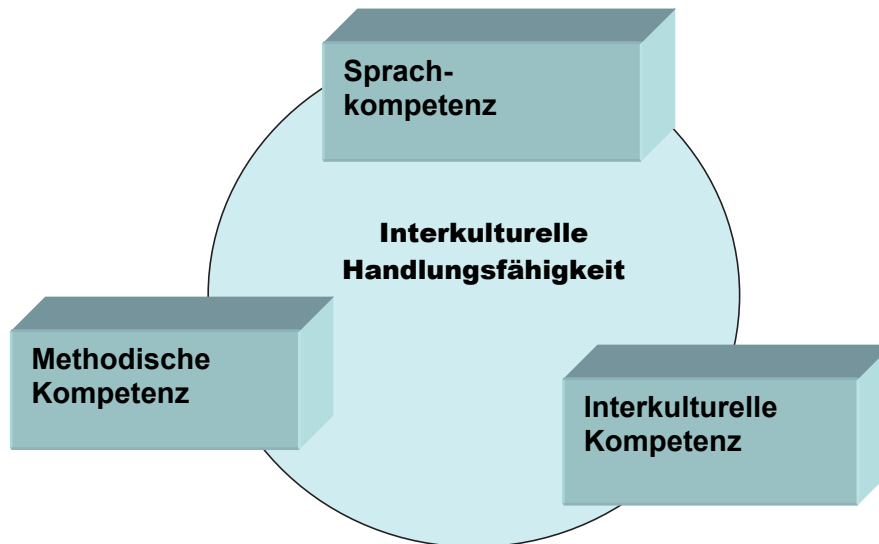 Sprach-
kompetenz
Interkulturelle
Handlungsfähigkeit
Methodische
Kompetenz
Interkulturelle
Kompetenz